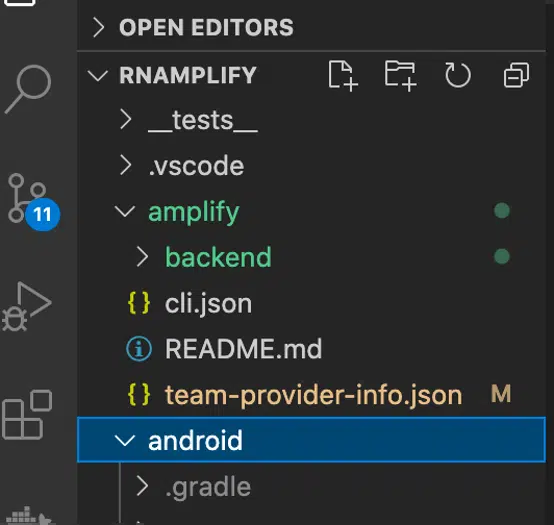 OPEN EDITORS
RNAMPLIFY
__tests__
.vscode
amplify
backend
11
{} cli.json
README.md
{} team-provider-info.json M
android
.gradle